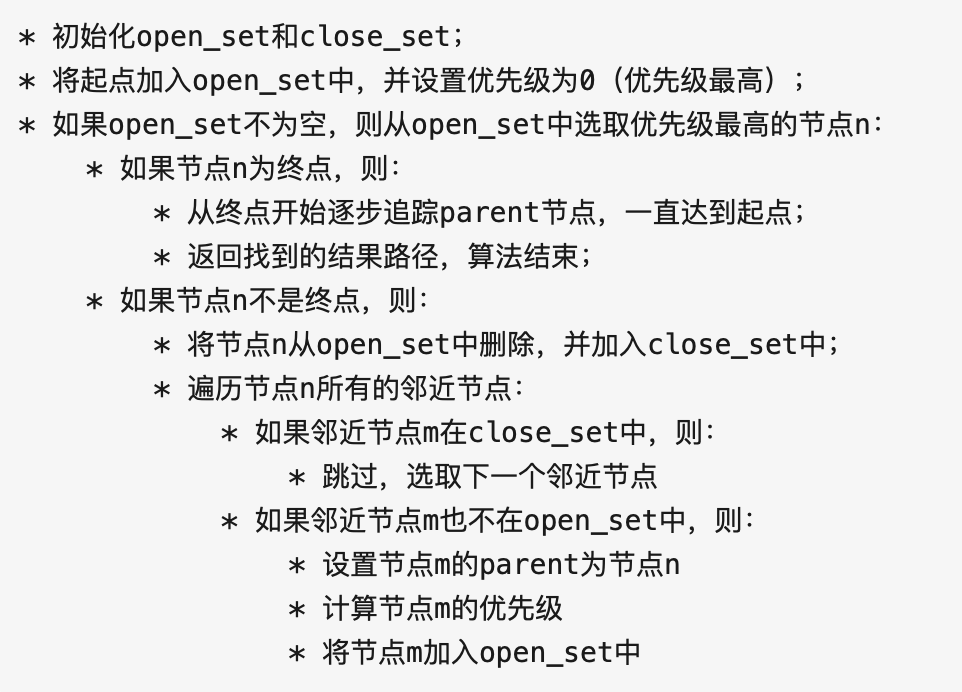 * 初始化open_set和close_set；
* 将起点加入open_set中，并设置优先级为0（优先级最高）；
* 如果open_set不为空，则从open_set中选取优先级最高的节点n：
* 如果节点n为终点，则：
* 从终点开始逐步追踪parent节点，一直达到起点；
* 返回找到的结果路径，算法结束；
* 如果节点n不是终点，则：
* 将节点n从open_set中删除，并加入close_set中；
* 遍历节点n所有的邻近节点：
* 如果邻近节点m在close_set中，则：
* 跳过，选取下一个邻近节点
* 如果邻近节点m也不在open_set中，则：
* 设置节点m的parent为节点n
* 计算节点m的优先级
* 将节点m加入open_set中